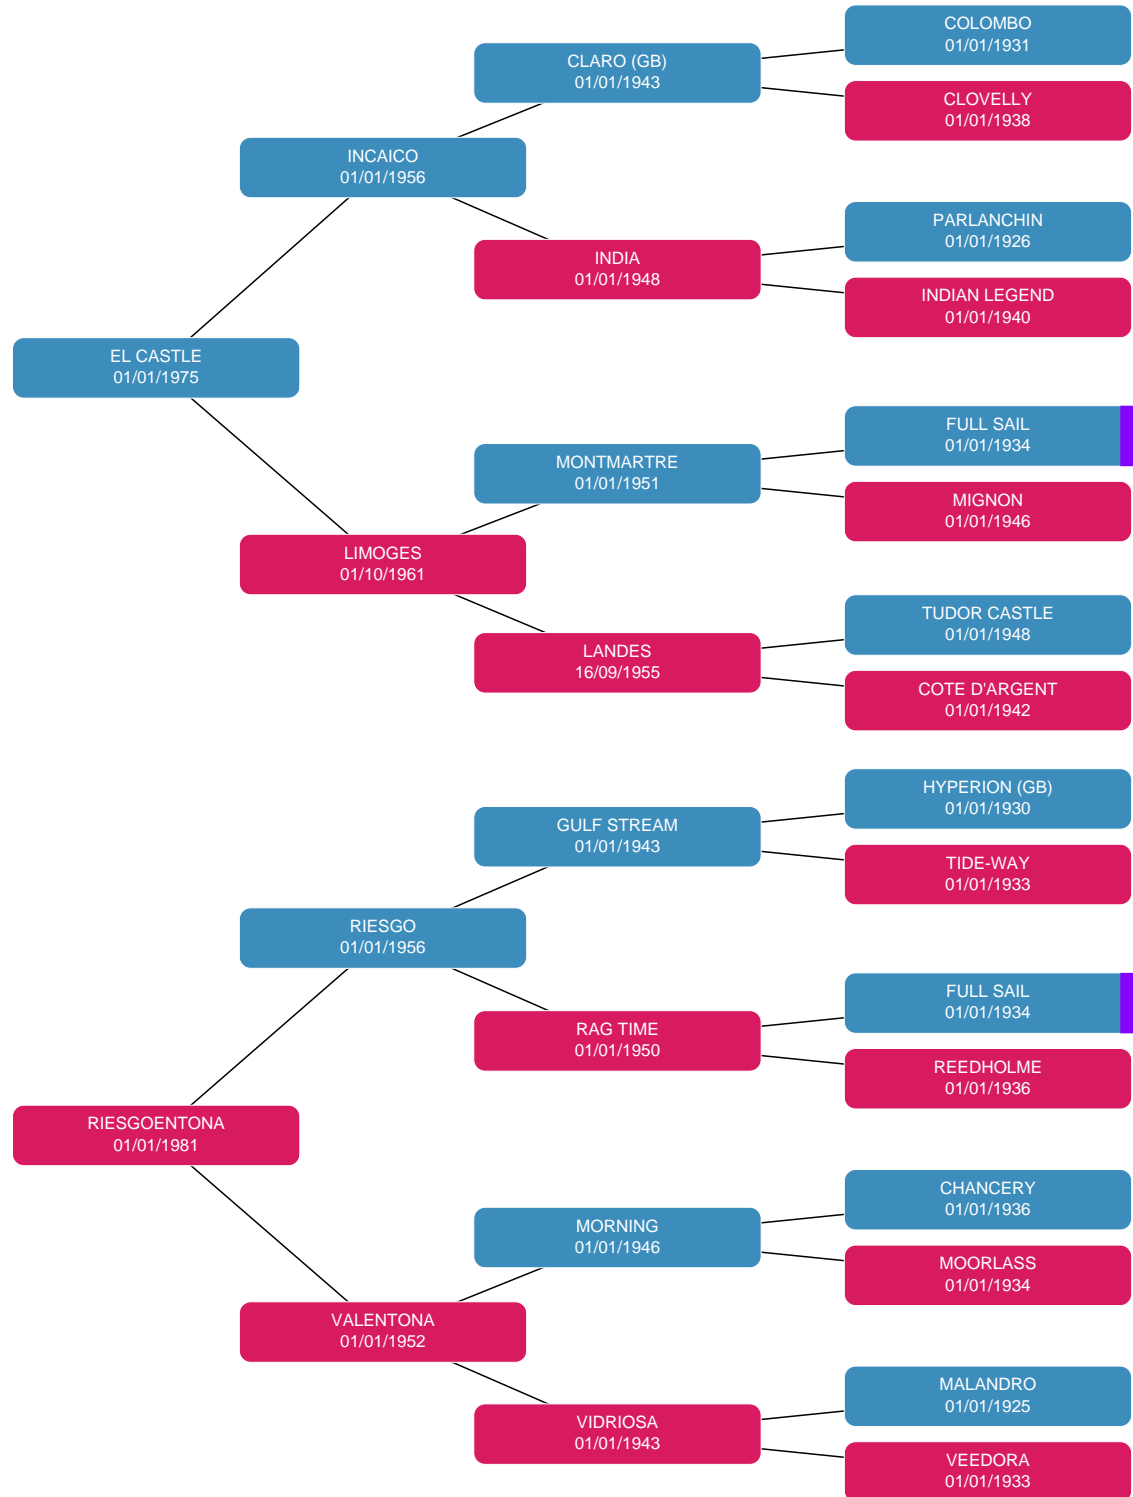 COLOMBO
01/01/1931
CLARO (GB)
01/01/1943
CLOVELLY
01/01/1938
INCAICO
01/01/1956
PARLANCHIN
01/01/1926
INDIA
01/01/1948
INDIAN LEGEND
01/01/1940
EL CASTLE
01/01/1975
FULL SAIL
01/01/1934
MONTMARTRE
01/01/1951
MIGNON
01/01/1946
LIMOGES
01/10/1961
TUDOR CASTLE
01/01/1948
LANDES
16/09/1955
COTE D'ARGENT
01/01/1942
HYPERION (GB)
01/01/1930
GULF STREAM
01/01/1943
TIDE-WAY
01/01/1933
RIESGO
01/01/1956
FULL SAIL
01/01/1934
RAG TIME
01/01/1950
REEDHOLME
01/01/1936
RIESGOENTONA
01/01/1981
CHANCERY
01/01/1936
MORNING
01/01/1946
MOORLASS
01/01/1934
VALENTONA
01/01/1952
MALANDRO
01/01/1925
VIDRIOSA
01/01/1943
VEEDORA
01/01/1933